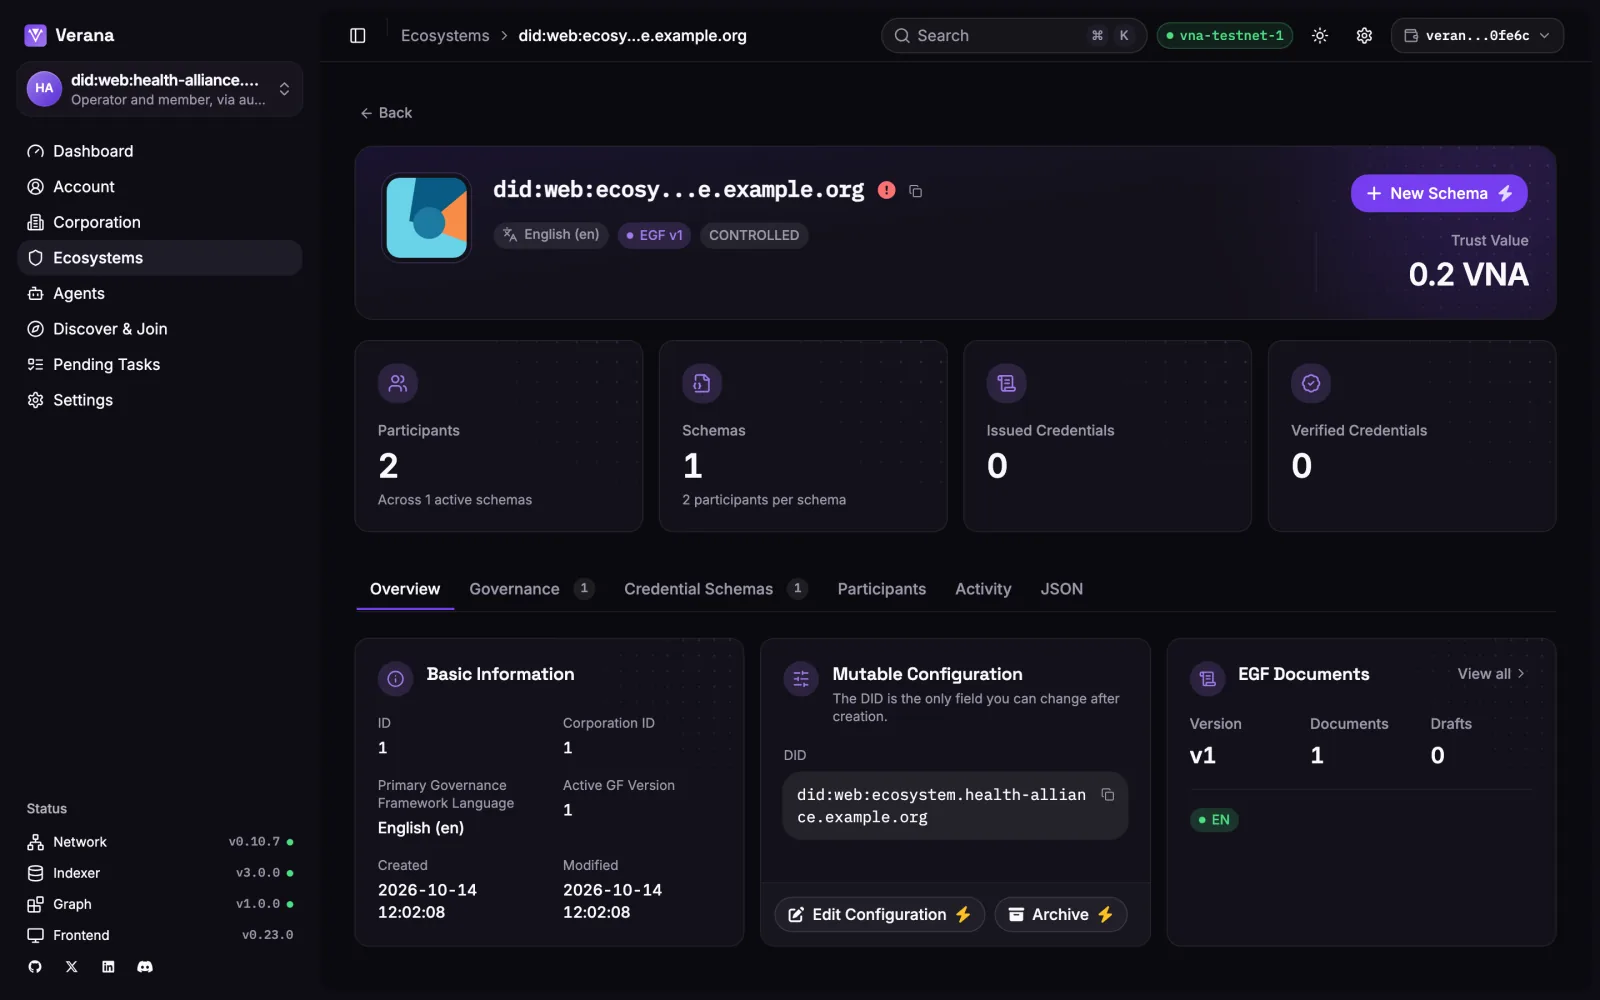 Verana
HA
did:web:health-alliance....
Operator and member, via au...
Dashboard
Account
Corporation
Ecosystems
Agents
Discover & Join
Pending Tasks
Settings
Status
Network v0.10.7
Indexer v3.0.0
Graph v1.0.0
Frontend v0.23.0
Ecosystems > did:web:ecosy...e.example.org
Search ⌘ K
vna-testnet-1
veran...0fe6c
← Back
did:web:ecosy...e.example.org
English (en)
EGF v1
CONTROLLED
+ New Schema
Trust Value
0.2 VNA
Participants
2
Across 1 active schemas
Schemas
1
2 participants per schema
Issued Credentials
0
Verified Credentials
0
Overview Governance 1 Credential Schemas 1 Participants Activity JSON
Basic Information
ID
1
Corporation ID
1
Primary Governance
Framework Language
English (en)
Active GF Version
1
Created
2026-10-14
12:02:08
Modified
2026-10-14
12:02:08
Mutable Configuration
The DID is the only field you can change after
creation.
DID
did:web:ecosystem.health-allian
ce.example.org
Edit Configuration
Archive
EGF Documents
View all >
Version
v1
Documents
1
Drafts
0
EN